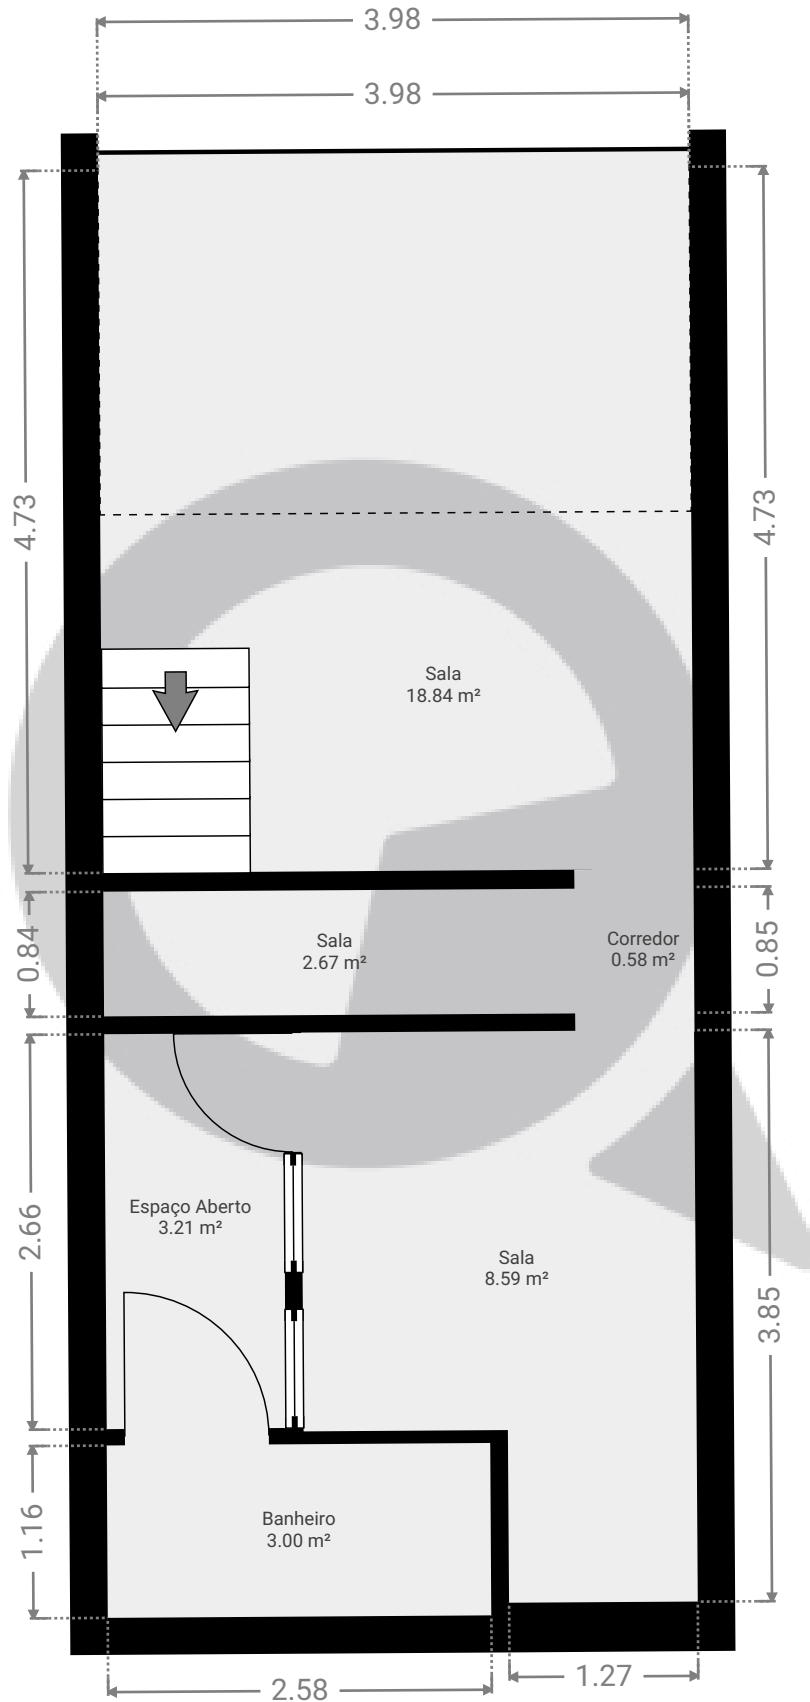 3.98
3.98
4.73
4.73
Sala
18.84 m²
0.84
Sala
2.67 m²
Corredor
0.58 m²
0.85
2.66
Espaço Aberto
3.21 m²
Sala
8.59 m²
3.85
1.16
Banheiro
3.00 m²
2.58
1.27